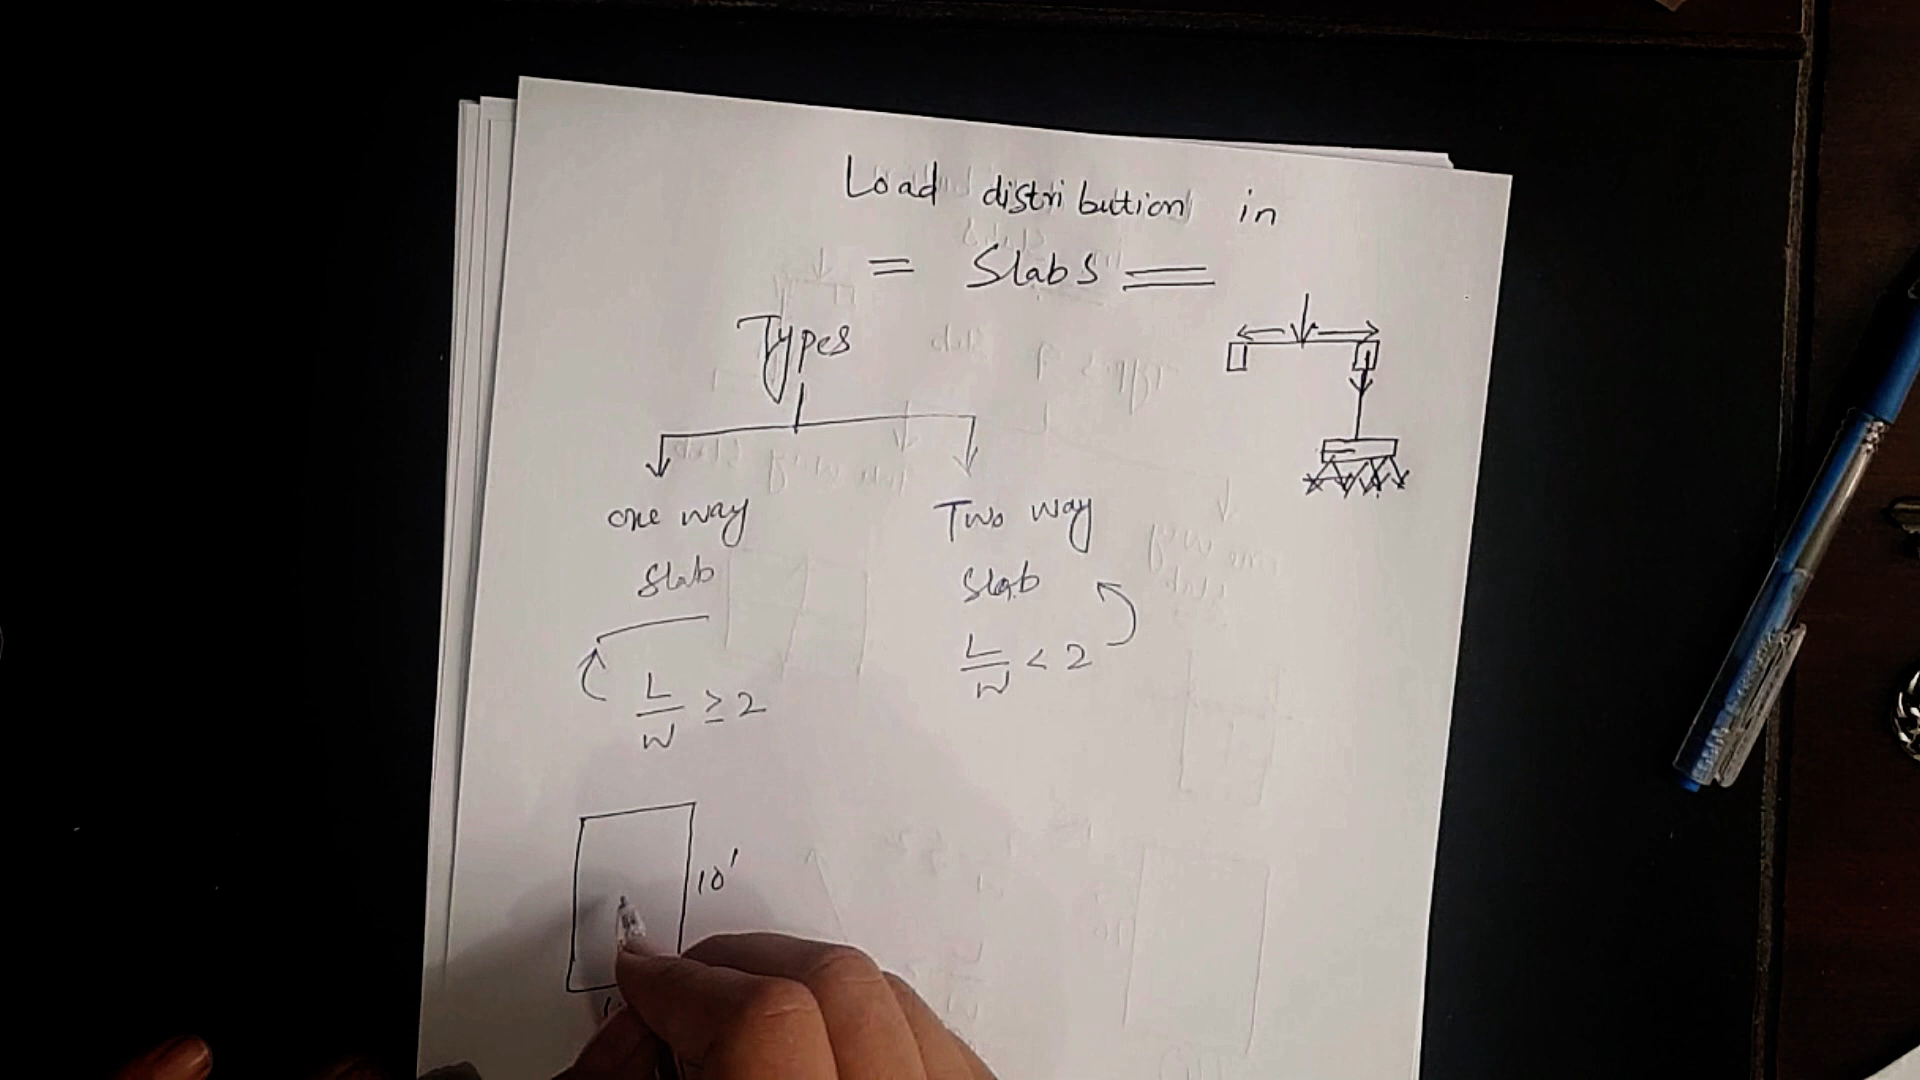 Load distribution in
= Slabs =
Types
one way
Slab
Two way
Slab
L/W < 2
L/W ≥ 2
10'